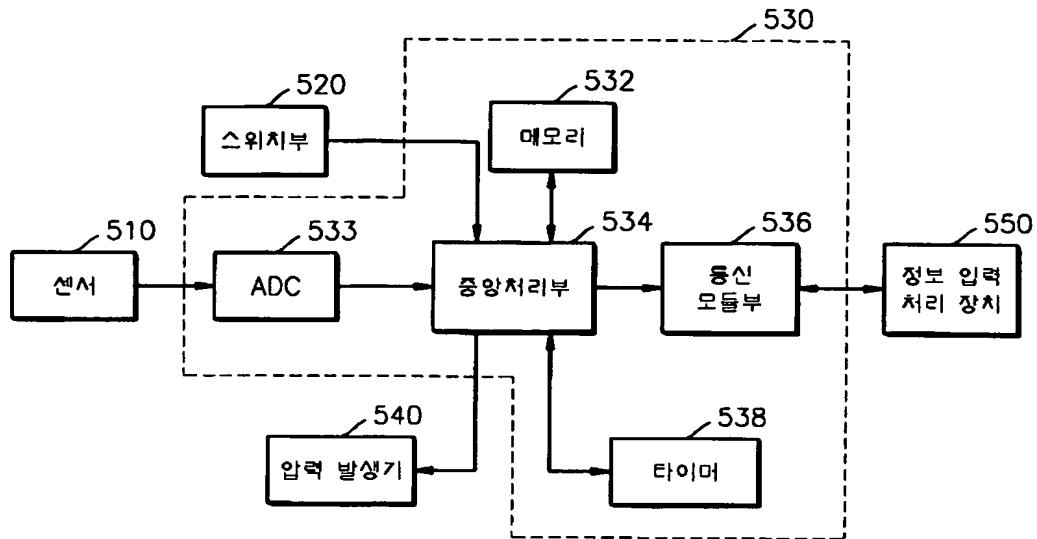 530
520
스위치부
532
메모리
510
센서
533
ADC
534
중앙처리부
536
통신
모듈부
550
정보 입력
처리 장치
540
압력 발생기
538
타이머